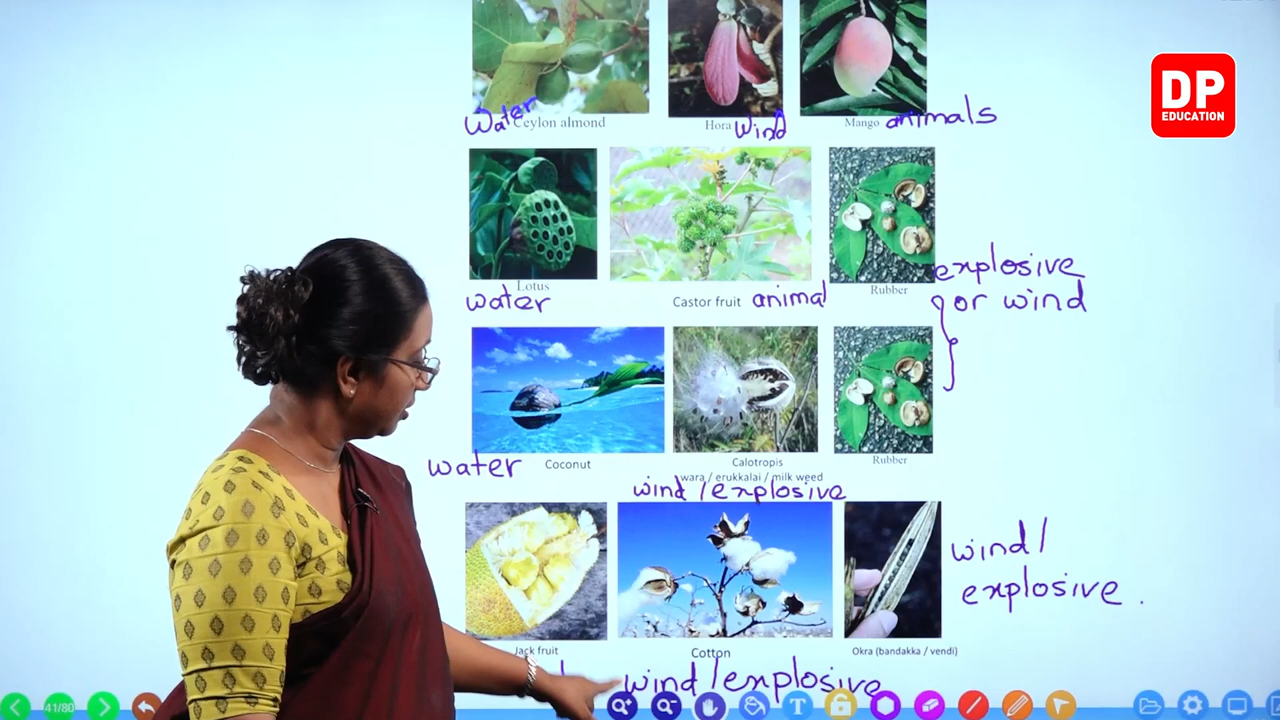 DP
EDUCATION
Water
Ceylon almond
Hora
wind
Mango
animals
Lotus
water
Castor fruit
animal
Rubber
explosive
or wind
water
Coconut
Calotropis
wara / erukkalai / milk weed
Rubber
wind / explosive
wind /
explosive .
Jack fruit
Cotton
Okra (bandakka / vendi)
wind / explosive
41/80
T